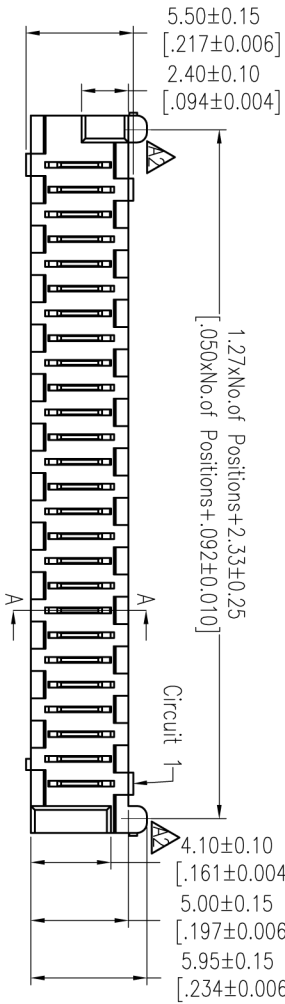 5.50±0.15
[.217±0.006]
2.40±0.10
[.094±0.004]
A2
1.27xNo.of Positions+2.33±0.25
[.050xNo.of Positions+.092±0.010]
A
A
Circuit 1
A2
4.10±0.10
[.161±0.004
5.00±0.15
[.197±0.006
5.95±0.15
[.234±0.006